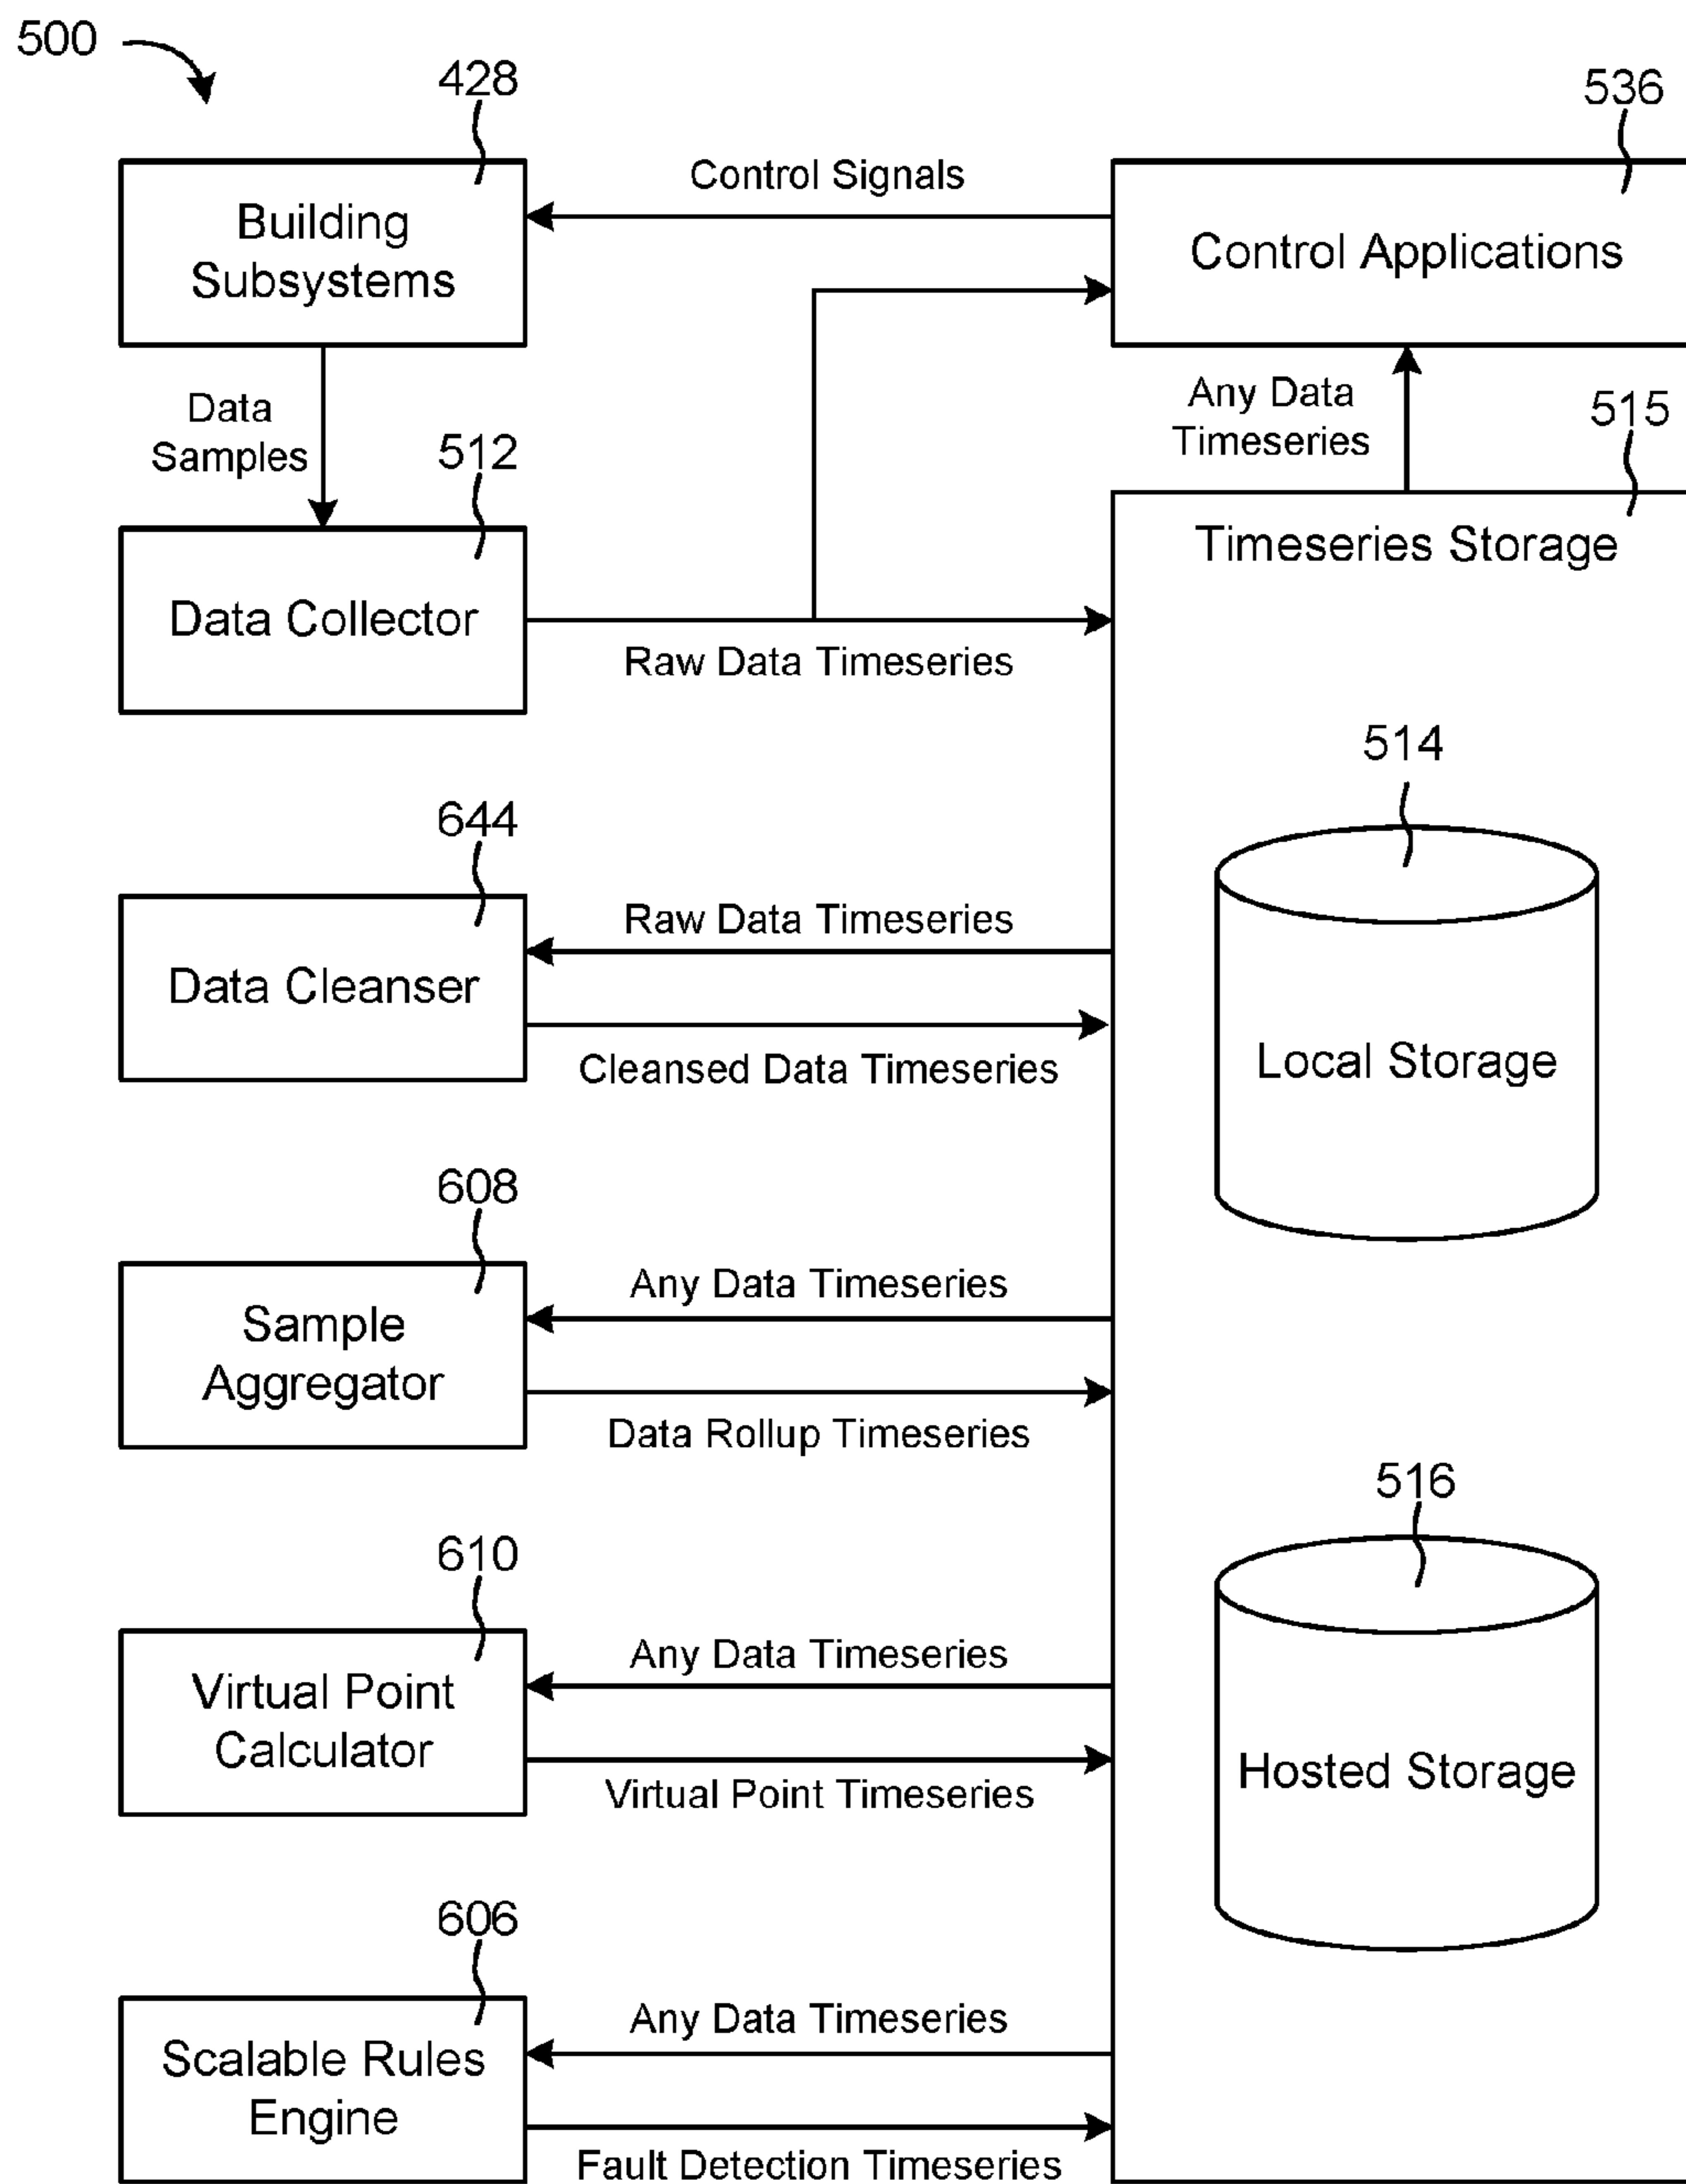 500
428
536
Building
Subsystems
Control Signals
Control Applications
Data
Samples
Any Data
Timeseries
515
512
Timeseries Storage
Data Collector
Raw Data Timeseries
514
644
Raw Data Timeseries
Data Cleanser
Cleansed Data Timeseries
Local Storage
608
Any Data Timeseries
Sample
Aggregator
Data Rollup Timeseries
516
610
Any Data Timeseries
Virtual Point
Calculator
Virtual Point Timeseries
Hosted Storage
606
Any Data Timeseries
Scalable Rules
Engine
Fault Detection Timeseries